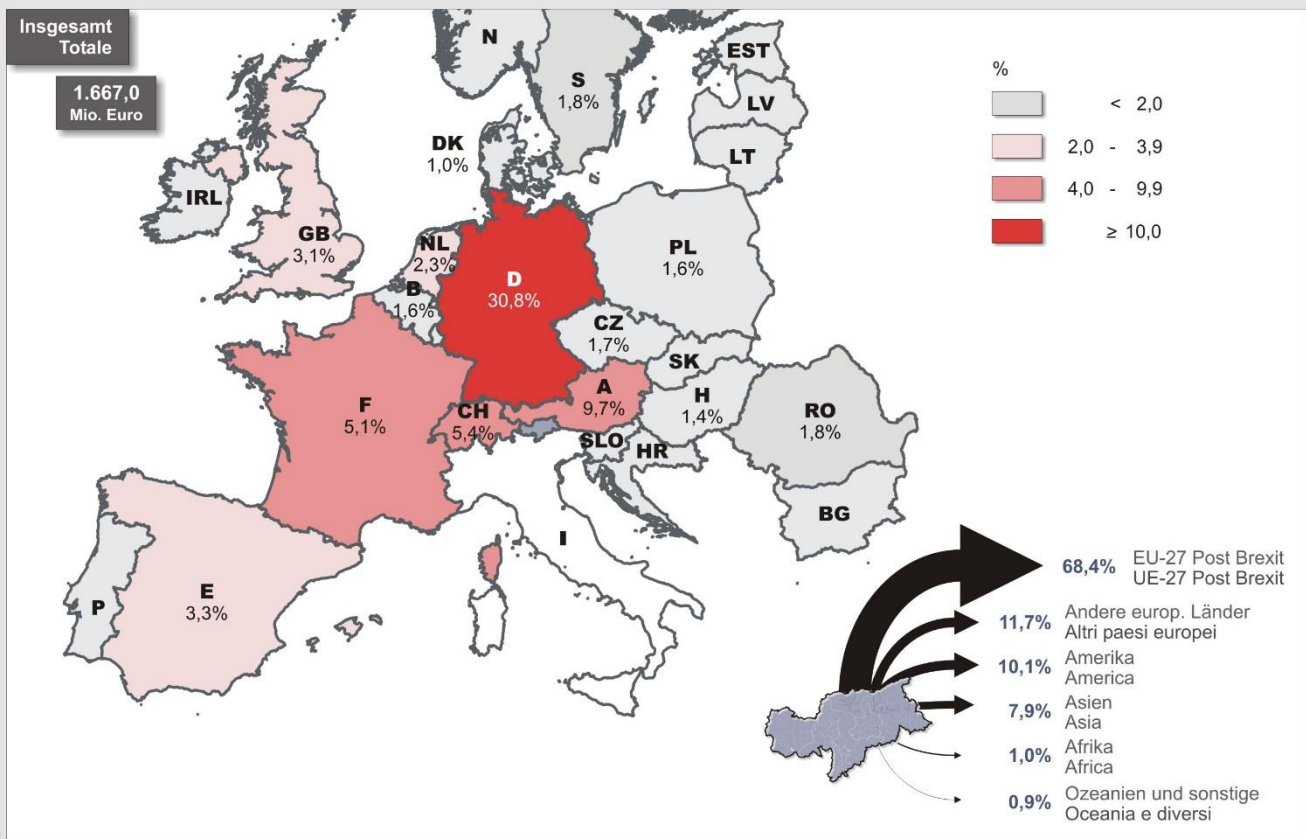 Insgesamt
Totale
1.667,0
Mio. Euro
N
S
1,8%
EST
LV
LT
DK
1,0%
IRL
GB
3,1%
NL
2,3%
B
1,6%
D
30,8%
PL
1,6%
CZ
1,7%
SK
A
9,7%
H
1,4%
RO
1,8%
F
5,1%
CH
5,4%
SLO
HR
BG
I
P
E
3,3%
%
< 2,0
2,0 - 3,9
4,0 - 9,9
≥ 10,0
68,4% EU-27 Post Brexit
UE-27 Post Brexit
11,7% Andere europ. Länder
Altri paesi europei
10,1% Amerika
America
7,9% Asien
Asia
1,0% Afrika
Africa
0,9% Ozeanien und sonstige
Oceania e diversi